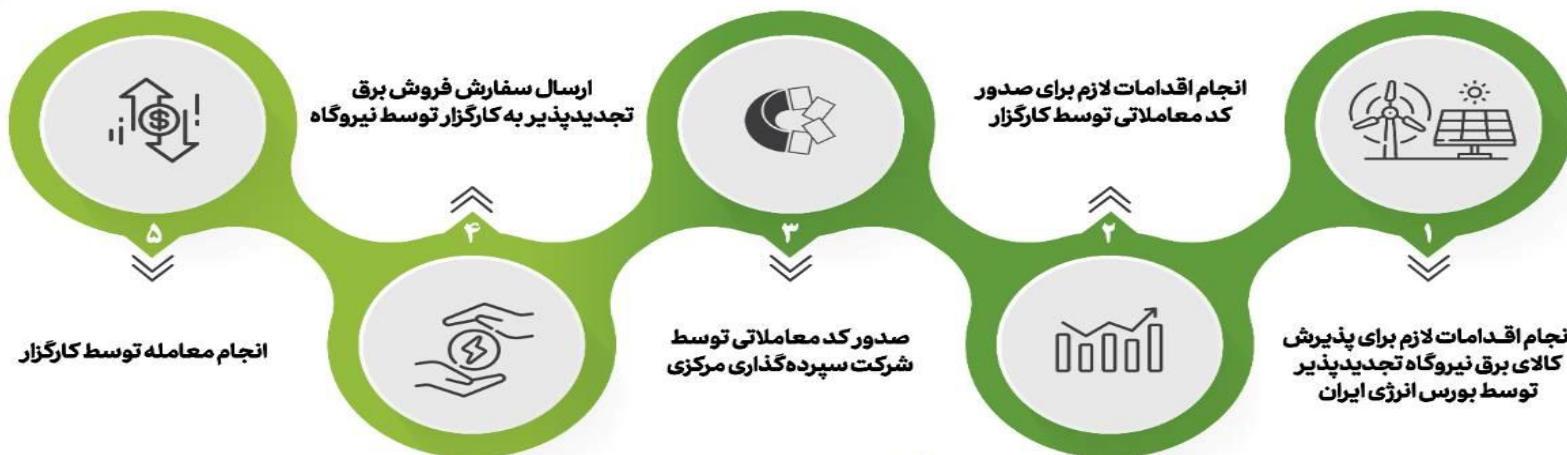 ۱
نجام اقدامات لازم برای پذیرش
کالای برق نیروگاه تجدیدپذیر
توسط بورس انرژی ایران
۲
انجام اقدامات لازم برای صدور
کد معاملاتی توسط کارگزار
۳
صدور کد معاملاتی توسط
شرکت سپرده‌گذاری مرکزی
۴
ارسال سفارش فروش برق
تجدیدپذیر به کارگزار توسط نیروگاه
۵
انجام معامله توسط کارگزار